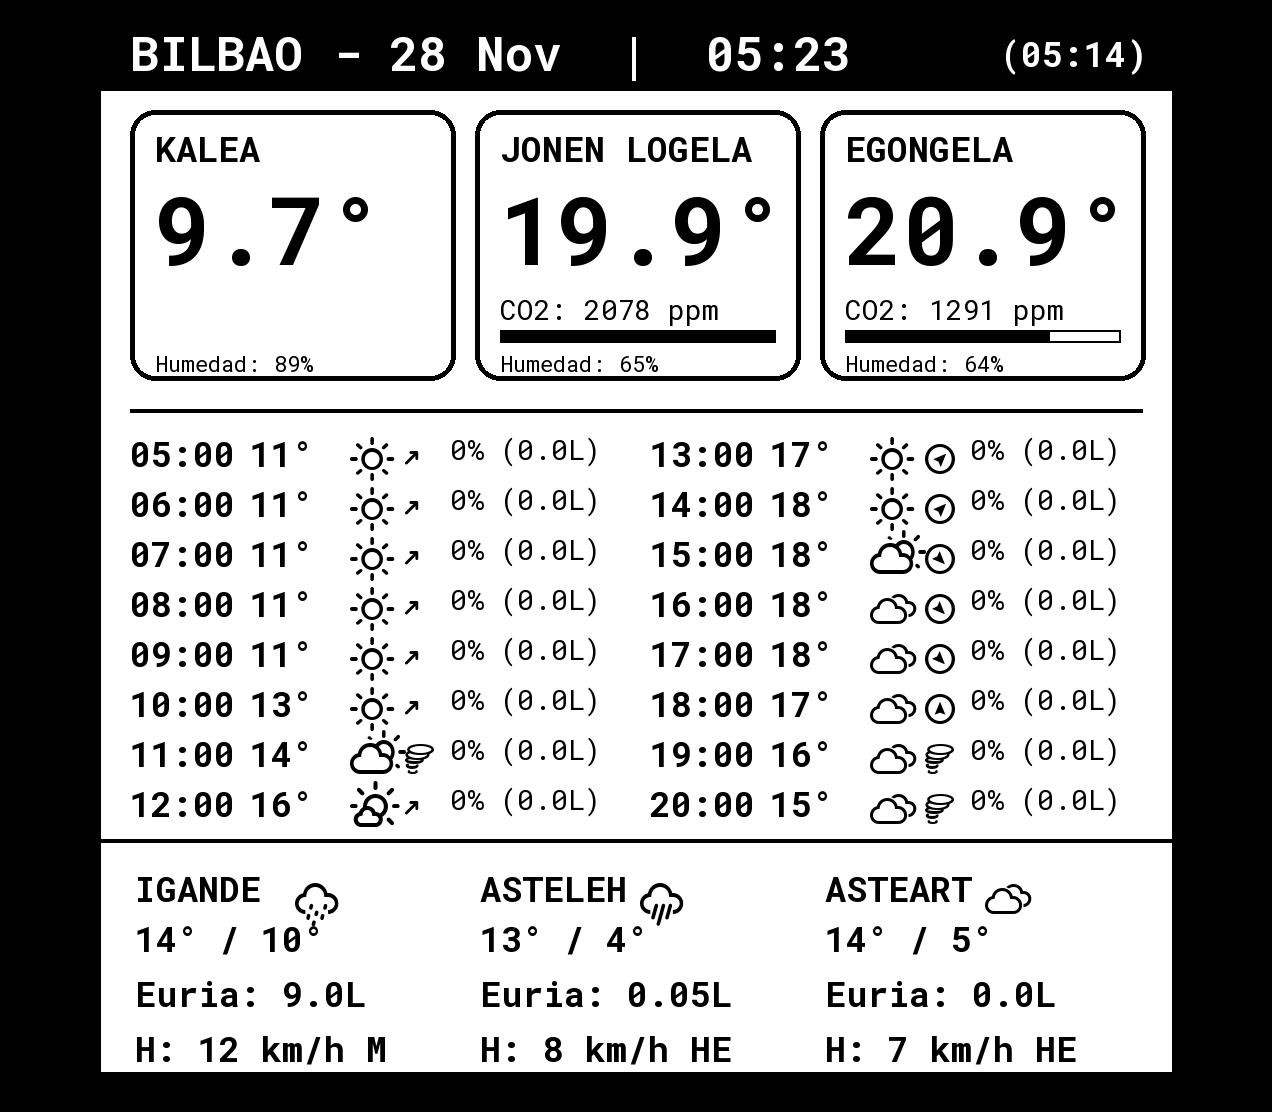 BILBAO - 28 Nov | 05:23 (05:14)
KALEA
9.7°
Humedad: 89%
JONEN LOGELA
19.9°
CO2: 2078 ppm
Humedad: 65%
EGONGELA
20.9°
CO2: 1291 ppm
Humedad: 64%
05:00 11° 0% (0.0L)
06:00 11° 0% (0.0L)
07:00 11° 0% (0.0L)
08:00 11° 0% (0.0L)
09:00 11° 0% (0.0L)
10:00 13° 0% (0.0L)
11:00 14° 0% (0.0L)
12:00 16° 0% (0.0L)
13:00 17° 0% (0.0L)
14:00 18° 0% (0.0L)
15:00 18° 0% (0.0L)
16:00 18° 0% (0.0L)
17:00 18° 0% (0.0L)
18:00 17° 0% (0.0L)
19:00 16° 0% (0.0L)
20:00 15° 0% (0.0L)
IGANDE
14° / 10°
Euria: 9.0L
H: 12 km/h M
ASTELEH
13° / 4°
Euria: 0.05L
H: 8 km/h HE
ASTEART
14° / 5°
Euria: 0.0L
H: 7 km/h HE